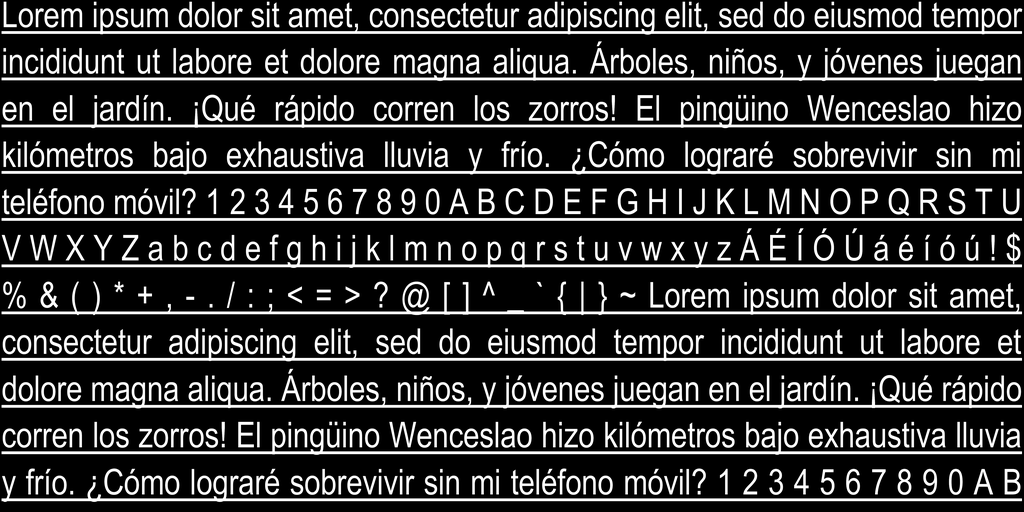 Lorem ipsum dolor sit amet, consectetur adipiscing elit, sed do eiusmod tempor
incididunt ut labore et dolore magna aliqua. Árboles, niños, y jóvenes juegan
en el jardín. ¡Qué rápido corren los zorros! El pingüino Wenceslao hizo
kilómetros bajo exhaustiva lluvia y frío. ¿Cómo lograré sobrevivir sin mi
teléfono móvil? 1 2 3 4 5 6 7 8 9 0 A B C D E F G H I J K L M N O P Q R S T U
V W X Y Z a b c d e f g h i j k l m n o p q r s t u v w x y z Á É Í Ó Ú á é í ó ú ! $
% & ( ) * + , - . / : ; < = > ? @ [ ] ^ _ ` { | } ~ Lorem ipsum dolor sit amet,
consectetur adipiscing elit, sed do eiusmod tempor incididunt ut labore et
dolore magna aliqua. Árboles, niños, y jóvenes juegan en el jardín. ¡Qué rápido
corren los zorros! El pingüino Wenceslao hizo kilómetros bajo exhaustiva lluvia
y frío. ¿Cómo lograré sobrevivir sin mi teléfono móvil? 1 2 3 4 5 6 7 8 9 0 A B